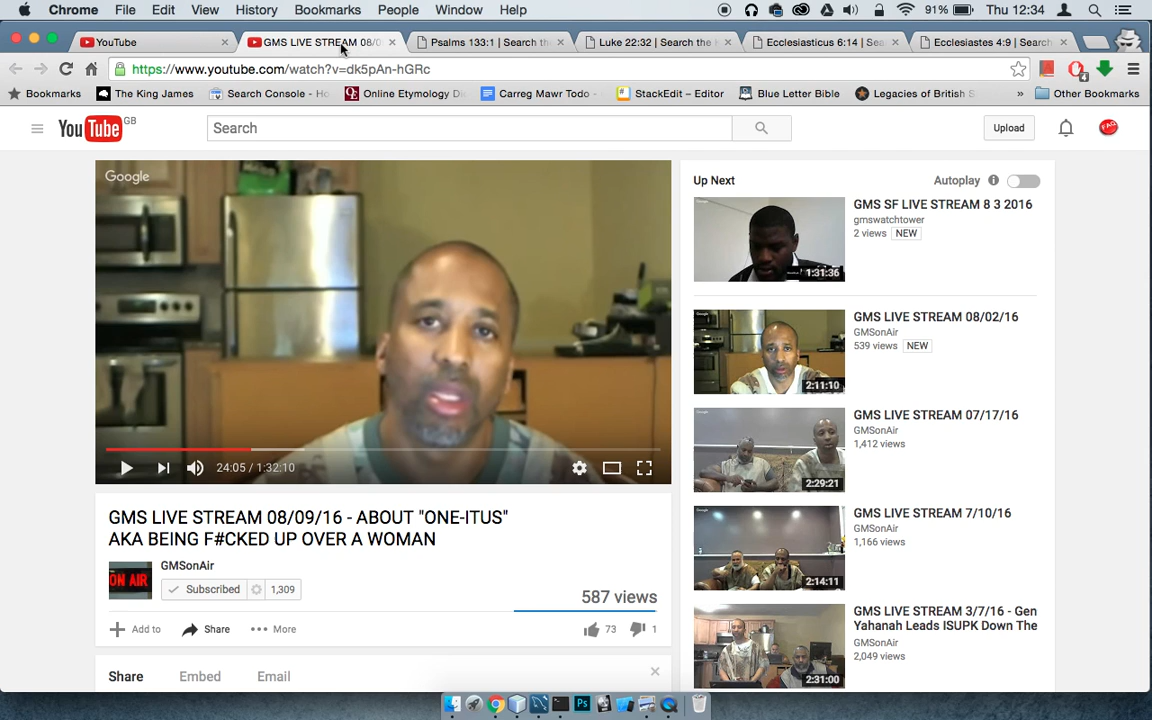 Chrome File Edit View History Bookmarks People Window Help 91% Thu 12:34
YouTube GMS LIVE STREAM 08/0 Psalms 133:1 | Search th Luke 22:32 | Search the Ecclesiasticus 6:14 | Sea Ecclesiastes 4:9 | Search
https://www.youtube.com/watch?v=dk5pAn-hGRc 4
Bookmarks The King James Search Console - Ho Online Etymology Di Carreg Mawr Todo - StackEdit – Editor Blue Letter Bible Legacies of British S » Other Bookmarks
YouTube GB Search Upload FAQ
Google
24:05 / 1:32:10
GMS LIVE STREAM 08/09/16 - ABOUT "ONE-ITUS"
AKA BEING F#CKED UP OVER A WOMAN
ON AIR
GMSonAir
Subscribed 1,309
587 views
Add to Share More 73 1
Share Embed Email
Up Next Autoplay
1:31:36
GMS SF LIVE STREAM 8 3 2016
gmswatchtower
2 views NEW
2:11:10
GMS LIVE STREAM 08/02/16
GMSonAir
539 views NEW
2:29:21
GMS LIVE STREAM 07/17/16
GMSonAir
1,412 views
2:14:11
GMS LIVE STREAM 7/10/16
GMSonAir
1,166 views
2:31:00
GMS LIVE STREAM 3/7/16 - Gen
Yahanah Leads ISUPK Down The
GMSonAir
2,049 views
Ps